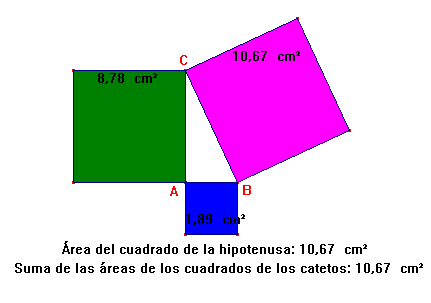 C
10,67 cm²
8,78 cm²
A
B
1,89 cm²
Área del cuadrado de la hipotenusa: 10,67 cm²
Suma de las áreas de los cuadrados de los catetos: 10,67 cm²